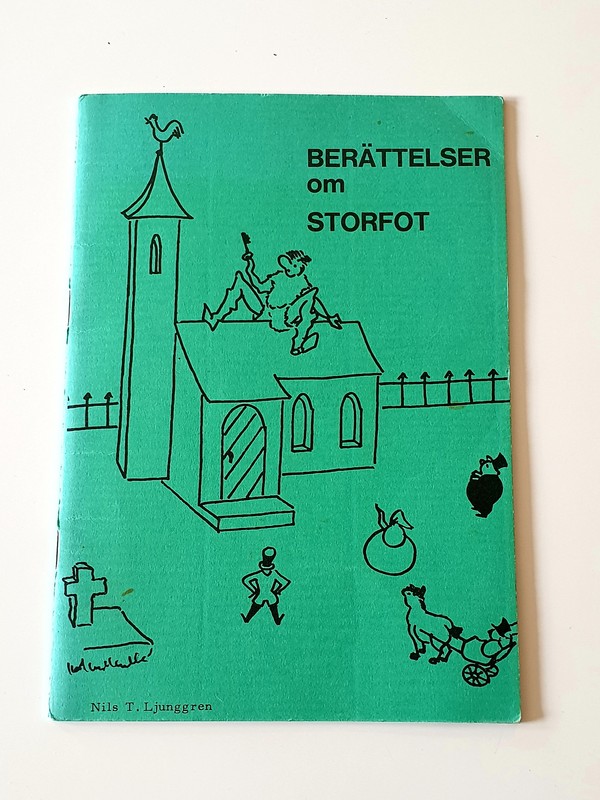 BERÄTTELSER
om
STORFOT
Nils T. Ljunggren